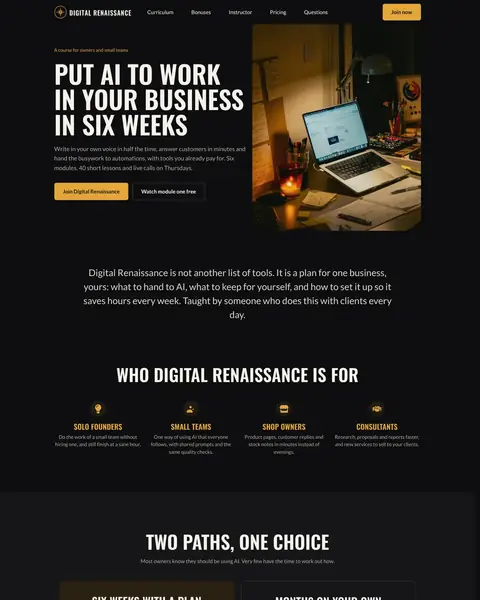 DIGITAL RENAISSANCE
Curriculum
Bonuses
Instructor
Pricing
Questions
Join now
A course for owners and small teams
PUT AI TO WORK
IN YOUR BUSINESS
IN SIX WEEKS
Write in your own voice in half the time, answer customers in minutes and
hand the busywork to automations, with tools you already pay for. Six
modules, 40 short lessons and live calls on Thursdays.
Join Digital Renaissance
Watch module one free
Digital Renaissance is not another list of tools. It is a plan for one business,
yours: what to hand to AI, what to keep for yourself, and how to set it up so it
saves hours every week. Taught by someone who does this with clients every
day.
WHO DIGITAL RENAISSANCE IS FOR
SOLO FOUNDERS
Do the work of a small team without
hiring one, and still finish at a sane hour.
SMALL TEAMS
One way of using AI that everyone
follows, with shared prompts and the
same quality checks.
SHOP OWNERS
Product pages, customer replies and
stock notes in minutes instead of
evenings.
CONSULTANTS
Research, proposals and reports faster,
and new services to sell to your clients.
TWO PATHS, ONE CHOICE
Most owners know they should be using AI. Very few have the time to work out how.
SIX WEEKS WITH A PLAN
MONTHS ON YOUR OWN